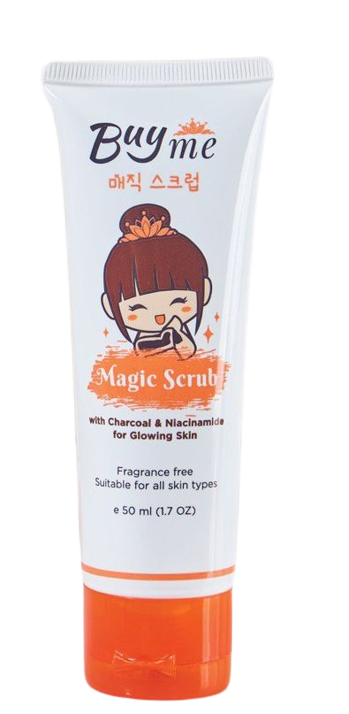 Buy me
매직 스크럽
Magic Scrub
with Charcoal & Niacinamide
for Glowing Skin
Fragrance free
Suitable for all skin types
e 50 ml (1.7 OZ)